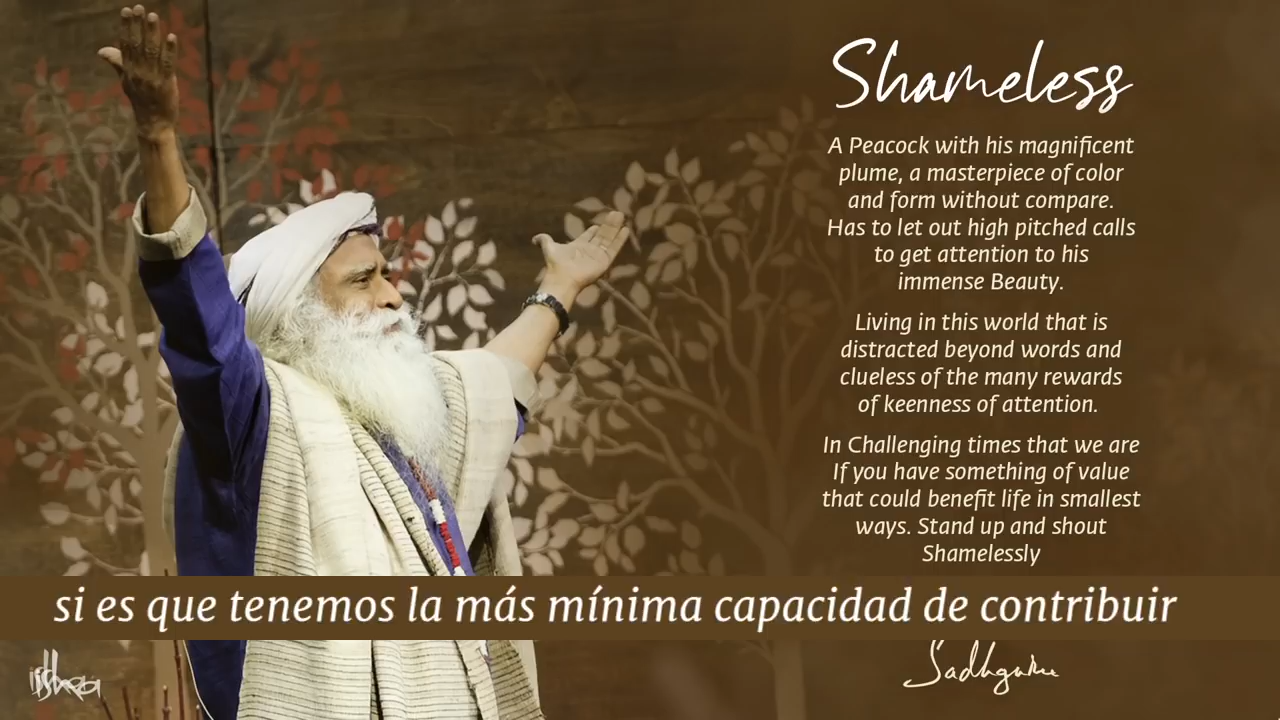 Shameless
A Peacock with his magnificent
plume, a masterpiece of color
and form without compare.
Has to let out high pitched calls
to get attention to his
immense Beauty.
Living in this world that is
distracted beyond words and
clueless of the many rewards
of keenness of attention.
In Challenging times that we are
If you have something of value
that could benefit life in smallest
ways. Stand up and shout
Shamelessly
si es que tenemos la más mínima capacidad de contribuir
Sadhguru